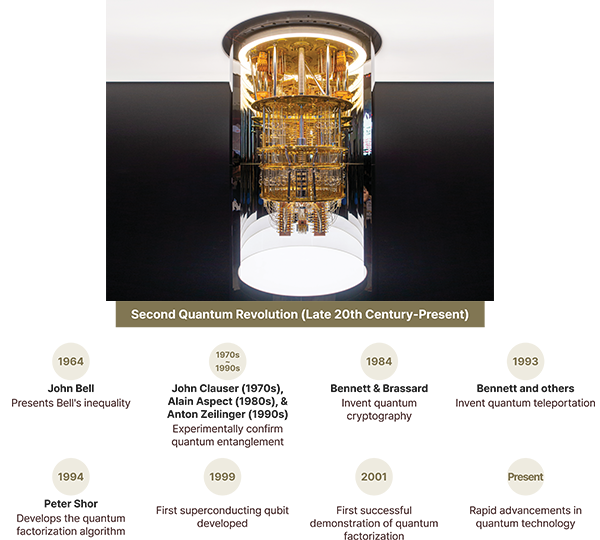 Second Quantum Revolution (Late 20th Century-Present)
1964
John Bell
Presents Bell's inequality
1970s
~
1990s
John Clauser (1970s),
Alain Aspect (1980s), &
Anton Zeilinger (1990s)
Experimentally confirm
quantum entanglement
1984
Bennett & Brassard
Invent quantum
cryptography
1993
Bennett and others
Invent quantum teleportation
1994
Peter Shor
Develops the quantum
factorization algorithm
1999
First superconducting qubit
developed
2001
First successful
demonstration of quantum
factorization
Present
Rapid advancements in
quantum technology